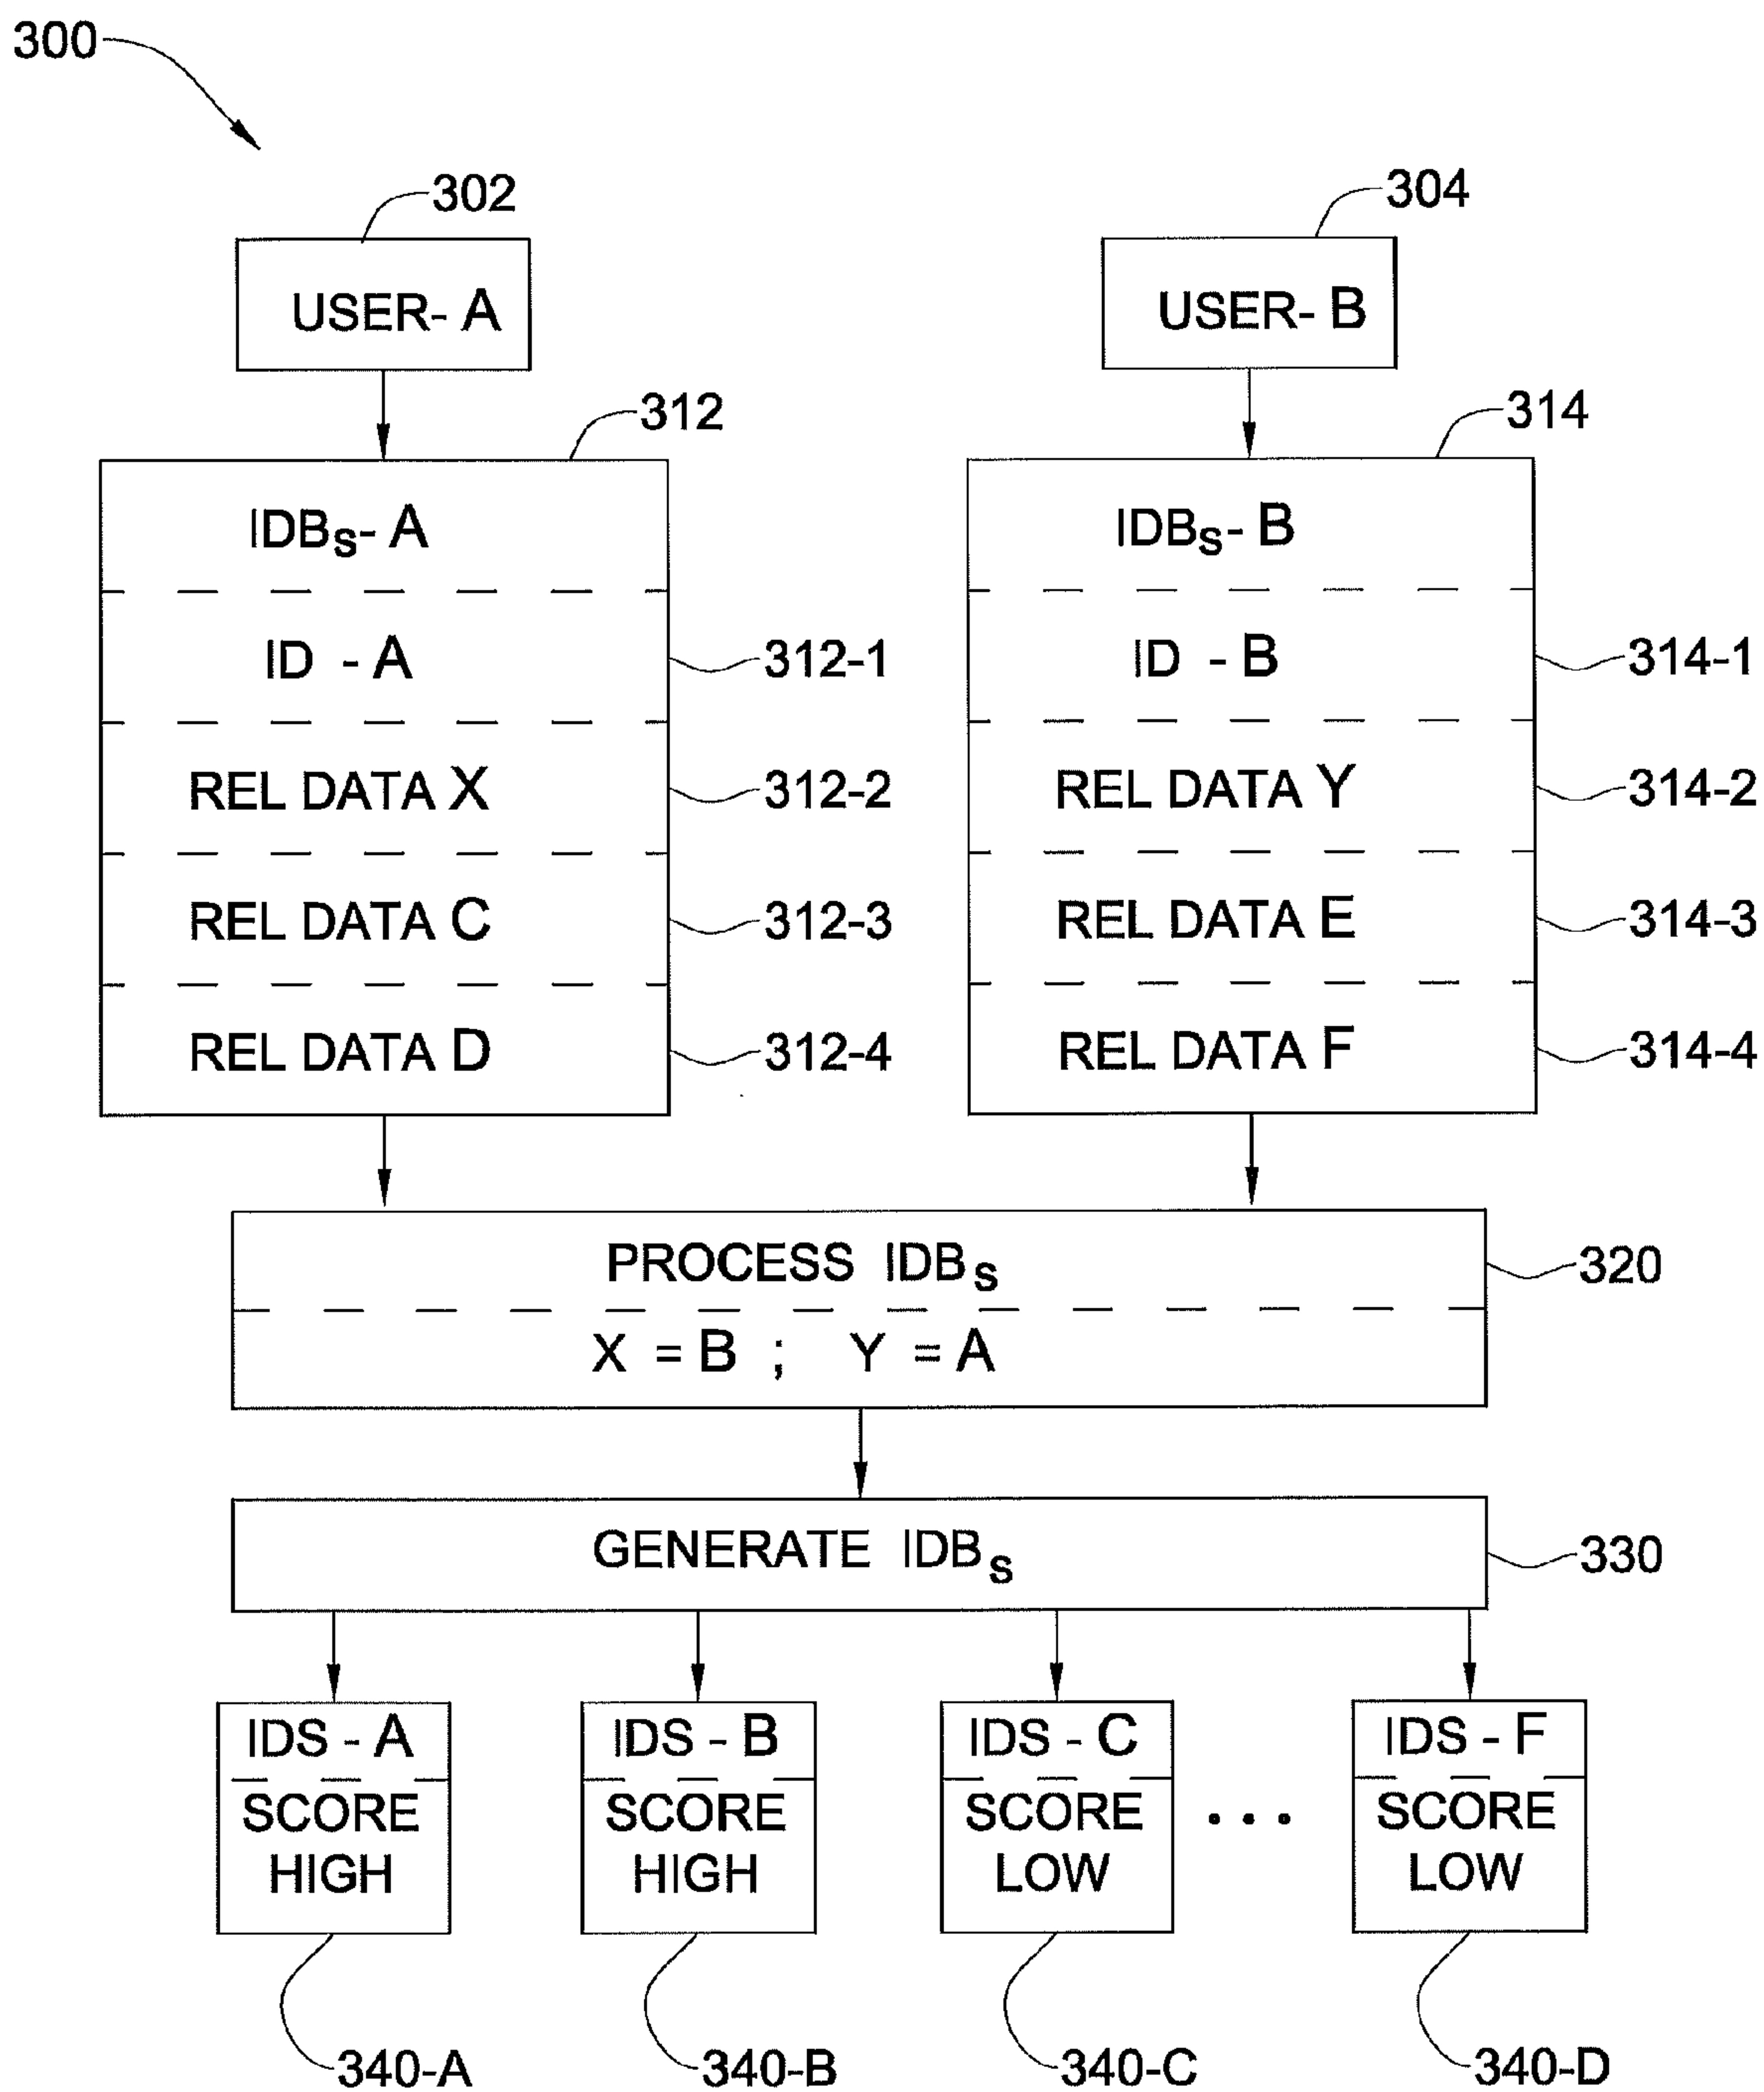 300
302
304
USER- A
USER- B
312
314
IDBS- A
IDBS- B
ID - A
312-1
ID - B
314-1
REL DATA X
312-2
REL DATA Y
314-2
REL DATA C
312-3
REL DATA E
314-3
REL DATA D
312-4
REL DATA F
314-4
PROCESS IDBS
320
X = B ; Y = A
GENERATE IDBS
330
IDS - A
IDS - B
IDS - C
IDS - F
SCORE
SCORE
SCORE
...
SCORE
HIGH
HIGH
LOW
LOW
340-A
340-B
340-C
340-D